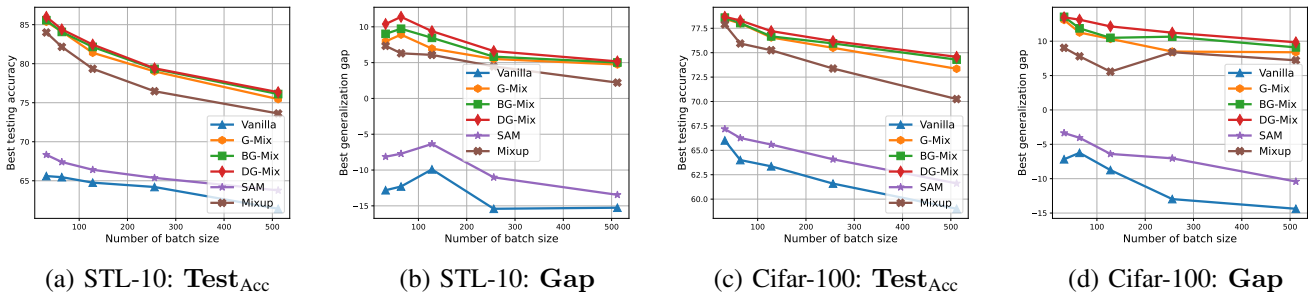 Best testing accuracy
85
80
75
70
65
Vanilla
G-Mix
BG-Mix
DG-Mix
SAM
Mixup
100 200 300 400 500
Number of batch size
(a) STL-10: Test_Acc
Best generalization gap
10
5
0
−5
−10
−15
Vanilla
G-Mix
BG-Mix
DG-Mix
SAM
Mixup
100 200 300 400 500
Number of batch size
(b) STL-10: Gap
Best testing accuracy
77.5
75.0
72.5
70.0
67.5
65.0
62.5
60.0
Vanilla
G-Mix
BG-Mix
DG-Mix
SAM
Mixup
100 200 300 400 500
Number of batch size
(c) Cifar-100: Test_Acc
Best generalization gap
15
10
5
0
−5
−10
−15
Vanilla
G-Mix
BG-Mix
DG-Mix
SAM
Mixup
100 200 300 400 500
Number of batch size
(d) Cifar-100: Gap